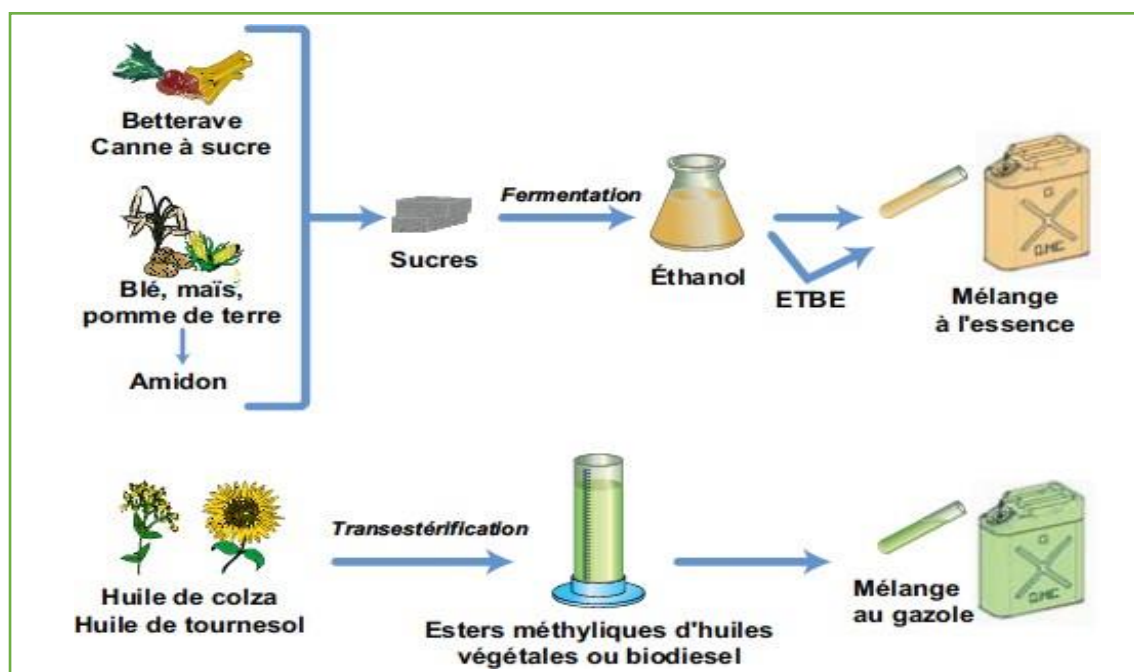 Betterave
Canne à sucre
Blé, maïs,
pomme de terre
Amidon
Sucres
Fermentation
Éthanol
ETBE
Mélange
à l'essence
Huile de colza
Huile de tournesol
Transestérification
Esters méthyliques d'huiles
végétales ou biodiesel
Mélange
au gazole